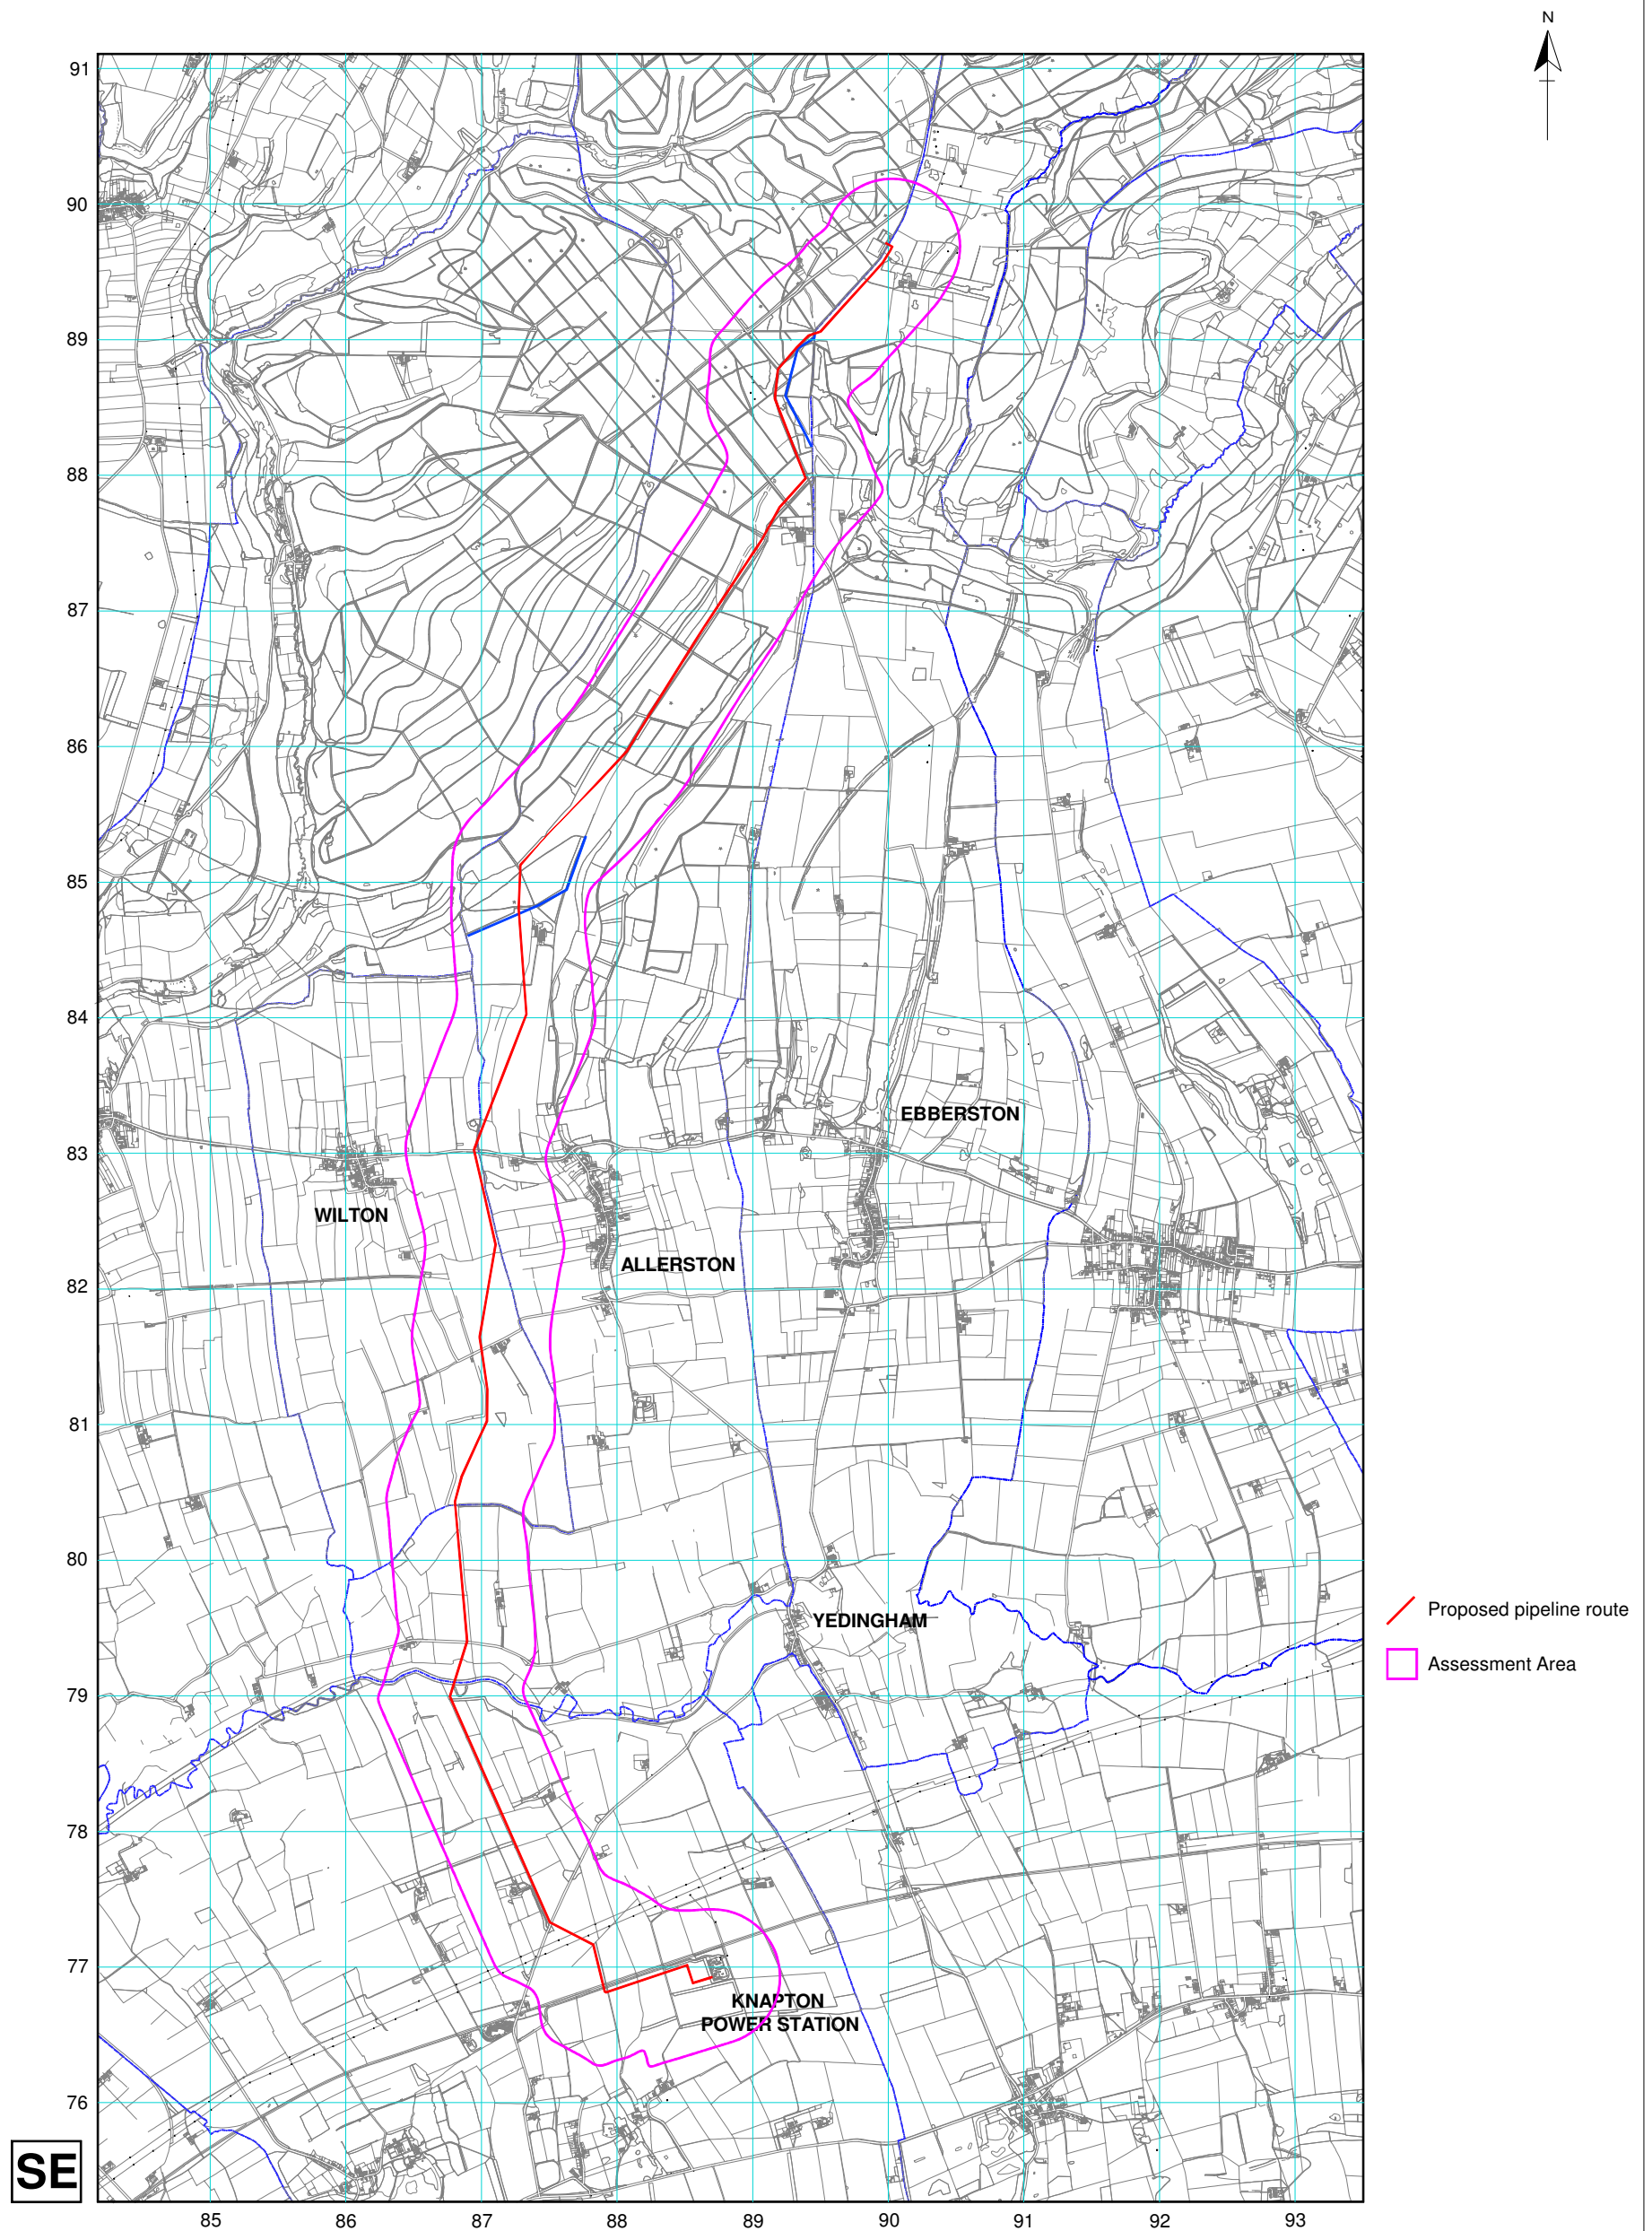 N
91
90
89
88
87
86
85
84
83
82
81
80
79
78
77
76
EBBERSTON
WILTON
ALLERSTON
YEDINGHAM
Proposed pipeline route
Assessment Area
KNAPTON
POWER STATION
SE
85 86 87 88 89 90 91 92 93